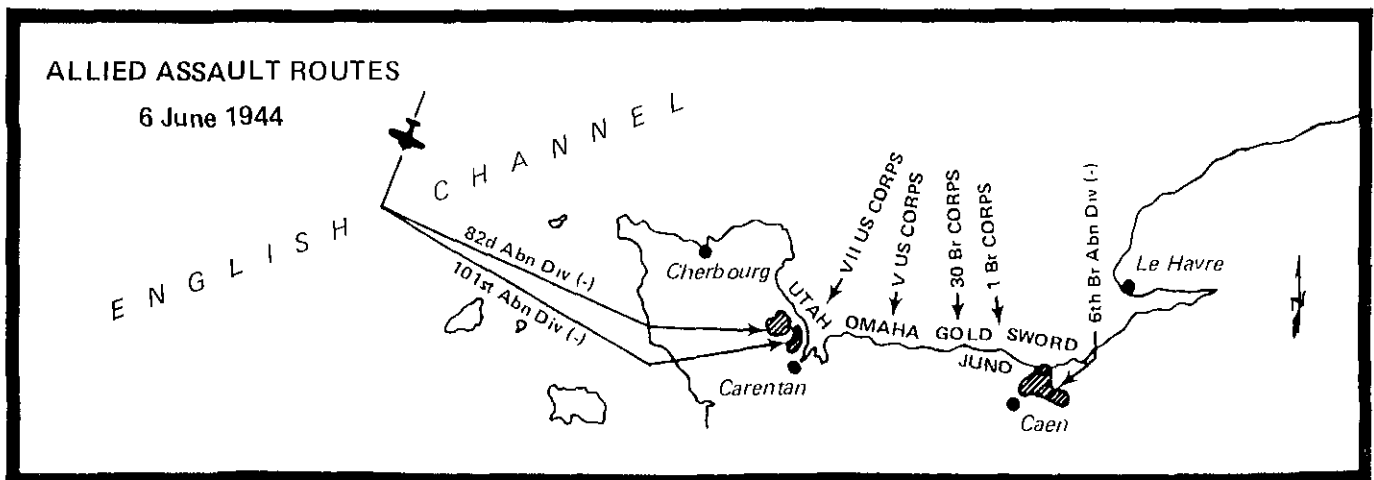 ALLIED ASSAULT ROUTES
6 June 1944
ENGLISH CHANNEL
82d Abn Div (-)
101st Abn Div (-)
Cherbourg
UTAH
VII US CORPS
V US CORPS
30 Br CORPS
1 Br CORPS
6th Br Abn Div (-)
Le Havre
OMAHA
GOLD
SWORD
JUNO
Carentan
Caen
N